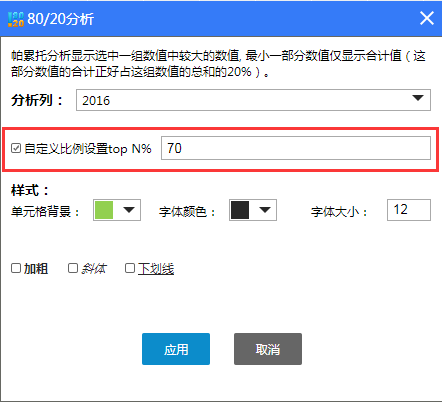 80/20分析
帕累托分析显示选中一组数值中较大的数值, 最小一部分数值仅显示合计值（这
部分数值的合计正好占这组数值的总和的20%）。
分析列： 2016
自定义比例设置top N% 70
样式：
单元格背景： 字体颜色： 字体大小： 12
加粗 斜体 下划线
应用 取消